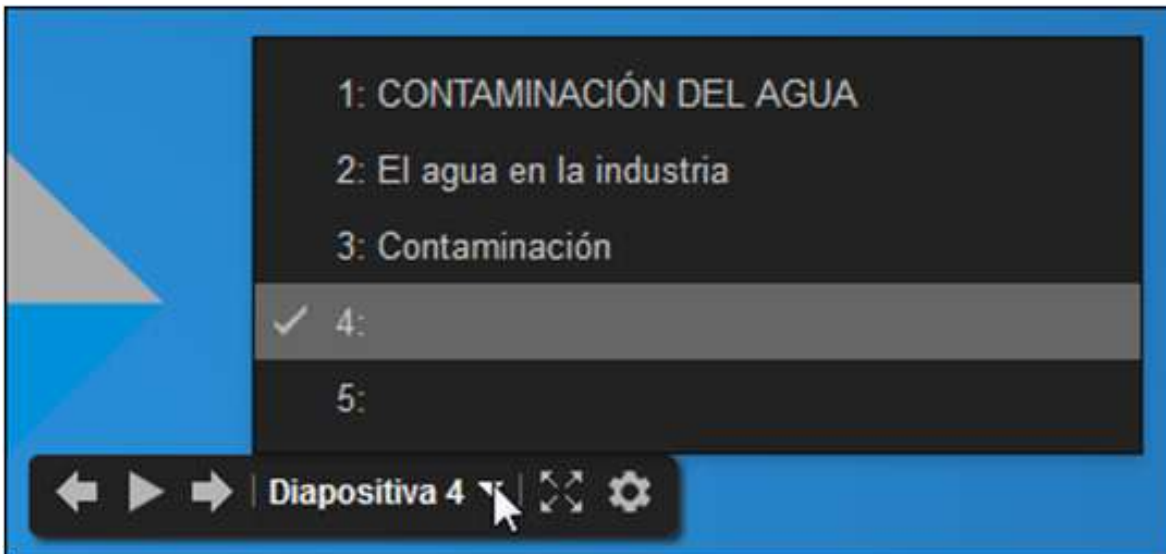 1: CONTAMINACIÓN DEL AGUA
2: El agua en la industria
3: Contaminación
4:
5:
Diapositiva 4